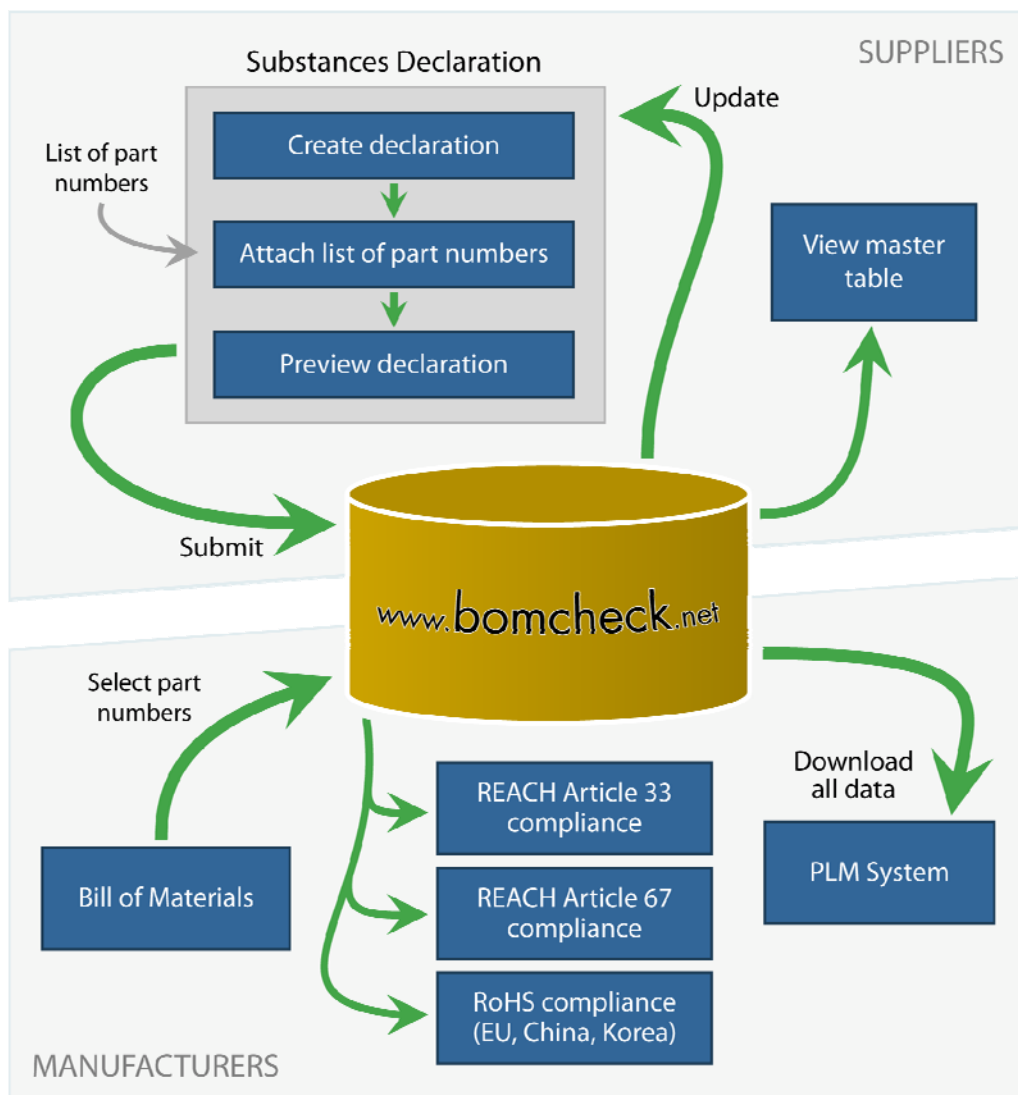 SUPPLIERS
Substances Declaration
Update
Create declaration
List of part
numbers
Attach list of part numbers
View master
table
Preview declaration
Submit
www.bomcheck.net
Select part
numbers
Download
all data
REACH Article 33
compliance
Bill of Materials
PLM System
REACH Article 67
compliance
RoHS compliance
(EU, China, Korea)
MANUFACTURERS